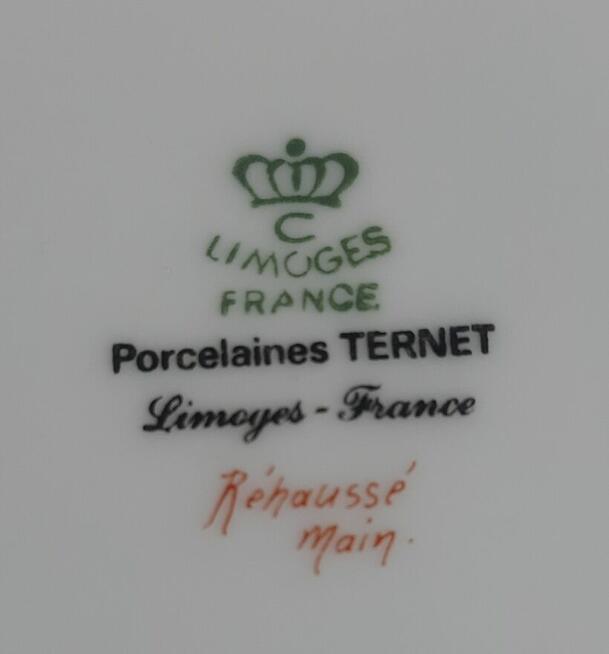 C
LIMOGES
FRANCE
Porcelaines TERNET
Limoges - France
Réhaussé
main.